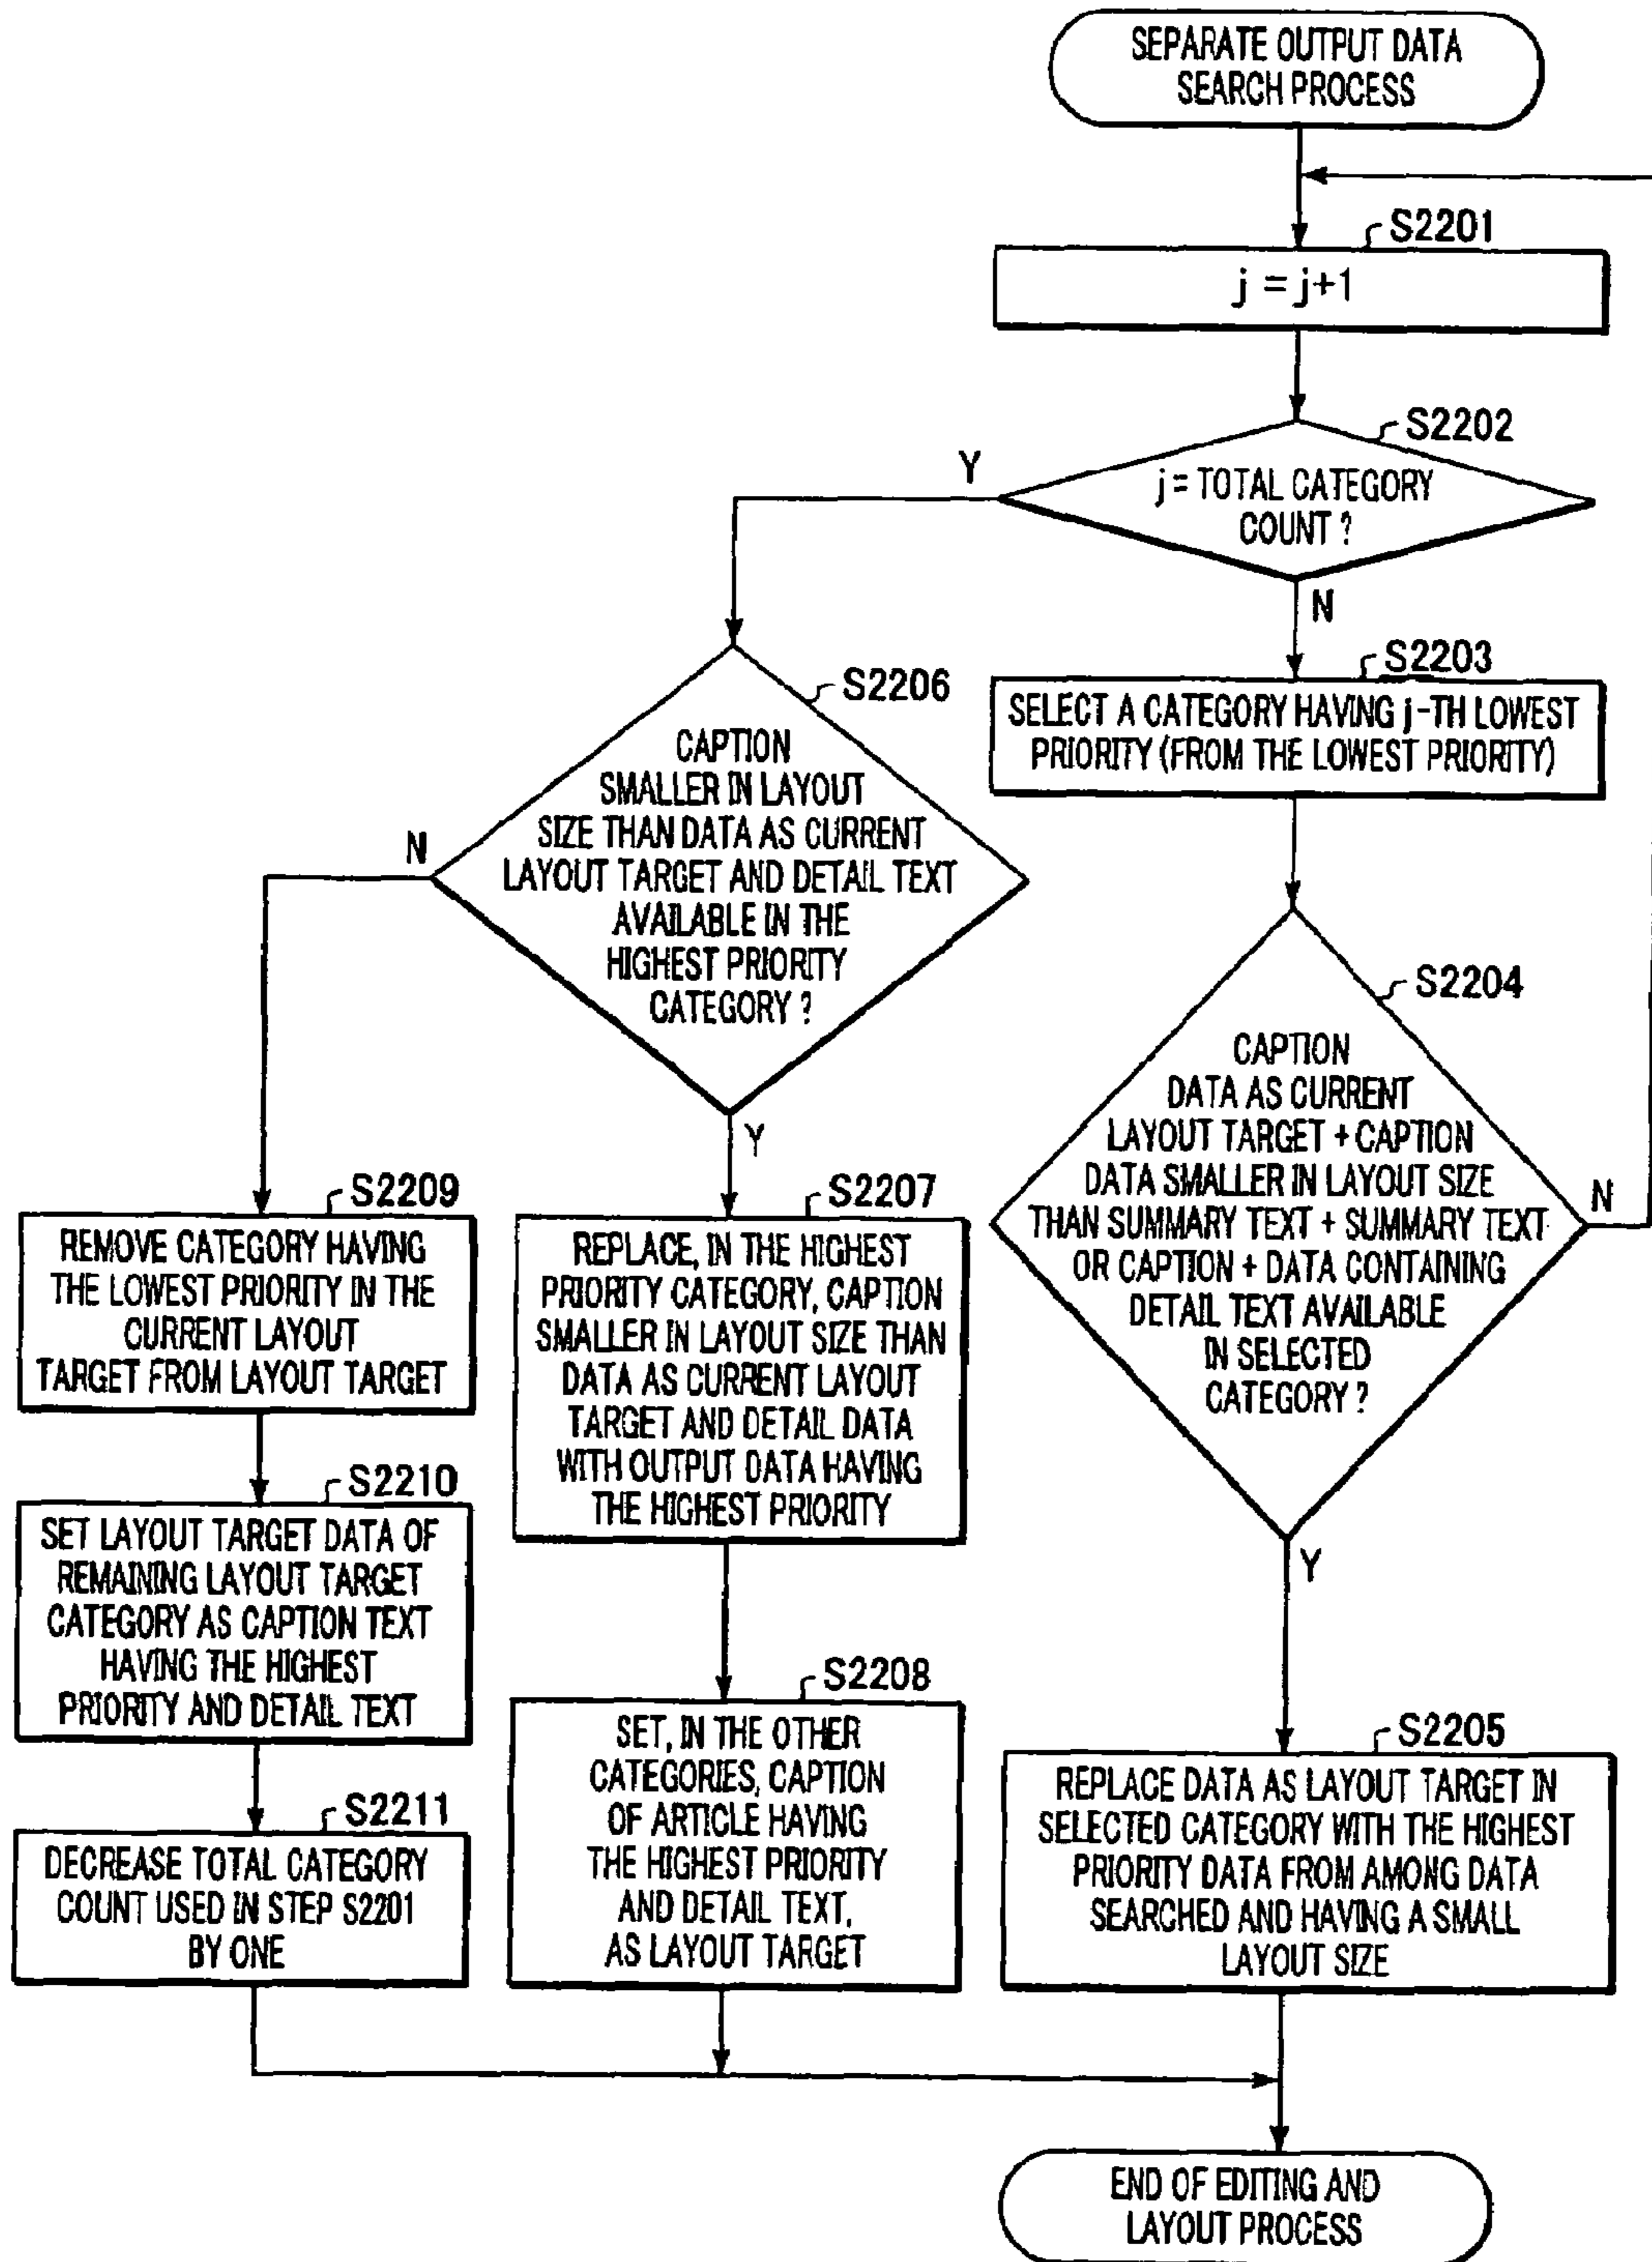 SEPARATE OUTPUT DATA
SEARCH PROCESS
S2201
j = j+1
S2202
Y
j = TOTAL CATEGORY
COUNT ?
N
S2203
SELECT A CATEGORY HAVING j-TH LOWEST
PRIORITY (FROM THE LOWEST PRIORITY)
S2206
CAPTION
SMALLER IN LAYOUT
SIZE THAN DATA AS CURRENT
LAYOUT TARGET AND DETAIL TEXT
AVAILABLE IN THE
HIGHEST PRIORITY
CATEGORY ?
N
Y
S2204
CAPTION
DATA AS CURRENT
LAYOUT TARGET + CAPTION
DATA SMALLER IN LAYOUT SIZE
THAN SUMMARY TEXT + SUMMARY TEXT
OR CAPTION + DATA CONTAINING
DETAIL TEXT AVAILABLE
IN SELECTED
CATEGORY ?
N
Y
S2209
REMOVE CATEGORY HAVING
THE LOWEST PRIORITY IN THE
CURRENT LAYOUT
TARGET FROM LAYOUT TARGET
S2207
REPLACE, IN THE HIGHEST
PRIORITY CATEGORY, CAPTION
SMALLER IN LAYOUT SIZE THAN
DATA AS CURRENT LAYOUT
TARGET AND DETAIL DATA
WITH OUTPUT DATA HAVING
THE HIGHEST PRIORITY
S2210
SET LAYOUT TARGET DATA OF
REMAINING LAYOUT TARGET
CATEGORY AS CAPTION TEXT
HAVING THE HIGHEST
PRIORITY AND DETAIL TEXT
S2208
SET, IN THE OTHER
CATEGORIES, CAPTION
OF ARTICLE HAVING
THE HIGHEST PRIORITY
AND DETAIL TEXT,
AS LAYOUT TARGET
S2205
REPLACE DATA AS LAYOUT TARGET IN
SELECTED CATEGORY WITH THE HIGHEST
PRIORITY DATA FROM AMONG DATA
SEARCHED AND HAVING A SMALL
LAYOUT SIZE
S2211
DECREASE TOTAL CATEGORY
COUNT USED IN STEP S2201
BY ONE
END OF EDITING AND
LAYOUT PROCESS